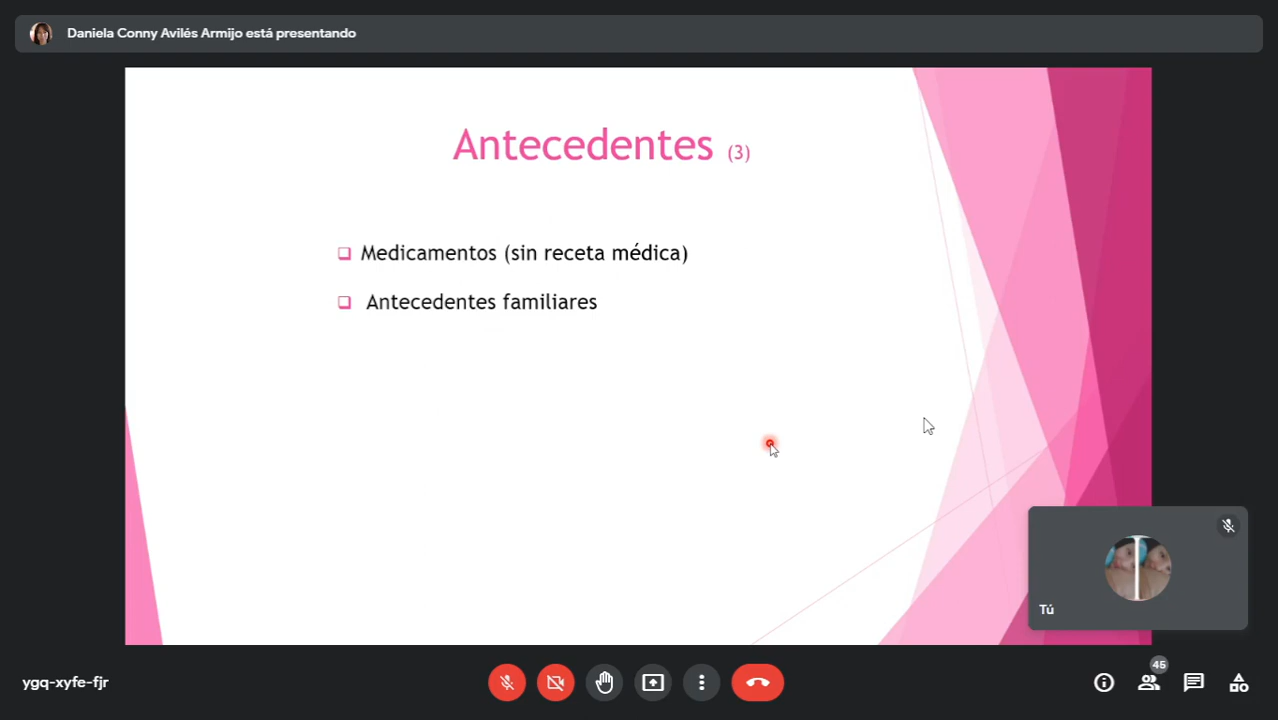 Daniela Conny Avilés Armijo está presentando
Antecedentes (3)
Medicamentos (sin receta médica)
Antecedentes familiares
Tú
ygq-xyfe-fjr
45